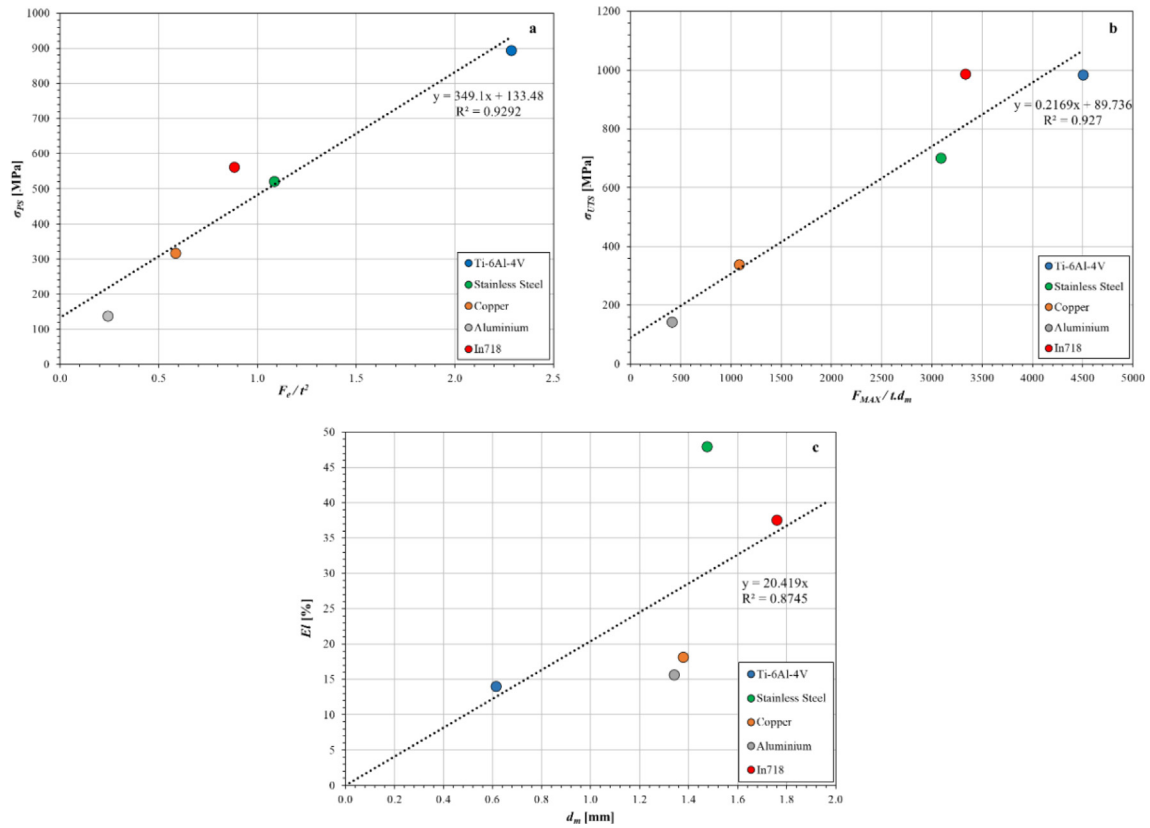 a
1000
900
800
700
600
500
400
300
200
100
0
σPS [MPa]
y = 349.1x + 133.48
R² = 0.9292
Ti-6Al-4V
Stainless Steel
Copper
Aluminium
In718
0.0 0.5 1.0 1.5 2.0 2.5
Fe / t²
b
1200
1000
800
600
400
200
0
σUTS [MPa]
y = 0.2169x + 89.736
R² = 0.927
Ti-6Al-4V
Stainless Steel
Copper
Aluminium
In718
0 500 1000 1500 2000 2500 3000 3500 4000 4500 5000
FMAX / t.dm
c
50
45
40
35
30
25
20
15
10
5
0
El [%]
y = 20.419x
R² = 0.8745
Ti-6Al-4V
Stainless Steel
Copper
Aluminium
In718
0.0 0.2 0.4 0.6 0.8 1.0 1.2 1.4 1.6 1.8 2.0
dm [mm]